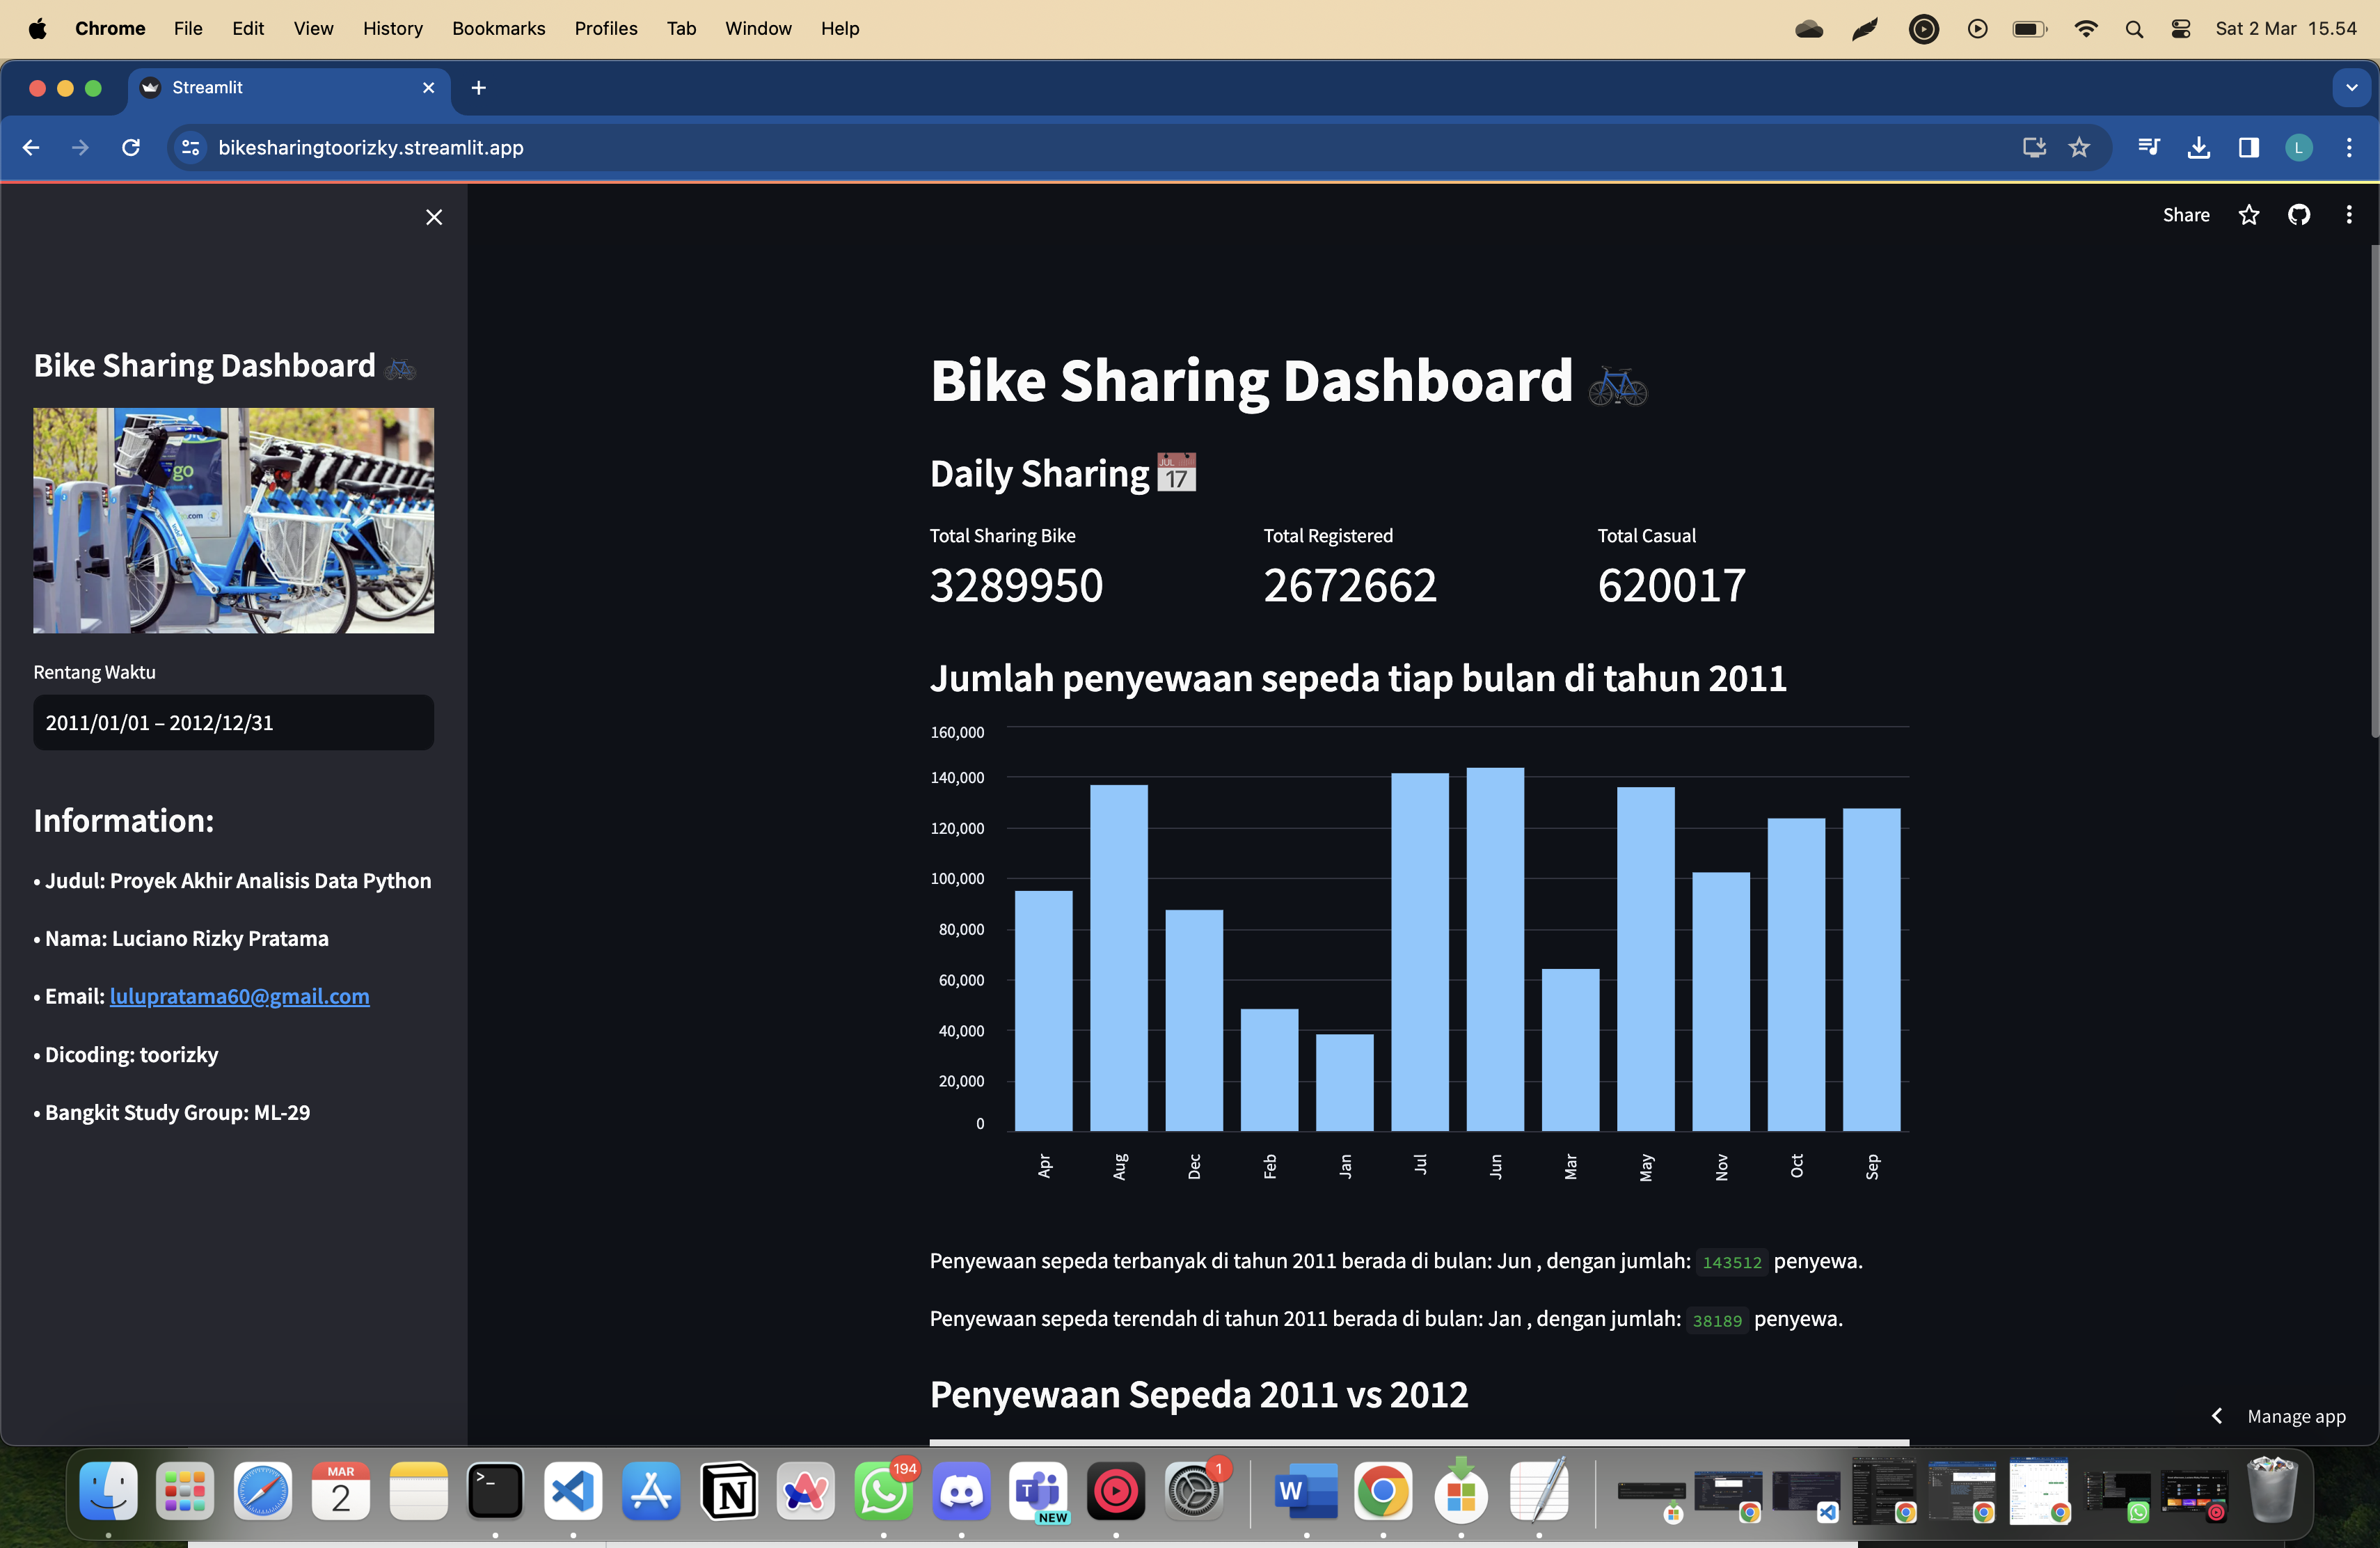 Chrome File Edit View History Bookmarks Profiles Tab Window Help Sat 2 Mar 15.54
Streamlit
bikesharingtoorizky.streamlit.app
L
Share
Bike Sharing Dashboard
go
.com
Rentang Waktu
2011/01/01 – 2012/12/31
Information:
• Judul: Proyek Akhir Analisis Data Python
• Nama: Luciano Rizky Pratama
• Email: lulupratama60@gmail.com
• Dicoding: toorizky
• Bangkit Study Group: ML-29
Bike Sharing Dashboard
Daily Sharing
JUL
17
Total Sharing Bike
3289950
Total Registered
2672662
Total Casual
620017
Jumlah penyewaan sepeda tiap bulan di tahun 2011
160,000
140,000
120,000
100,000
80,000
60,000
40,000
20,000
0
Apr Aug Dec Feb Jan Jul Jun Mar May Nov Oct Sep
Penyewaan sepeda terbanyak di tahun 2011 berada di bulan: Jun , dengan jumlah: 143512 penyewa.
Penyewaan sepeda terendah di tahun 2011 berada di bulan: Jan , dengan jumlah: 38189 penyewa.
Penyewaan Sepeda 2011 vs 2012
Manage app
MAR
2
>_
N
194
T
NEW
1
W